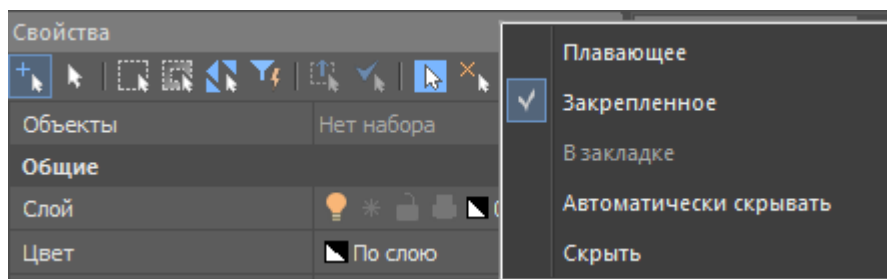 Свойства
Объекты
Нет набора
Общие
Слой
Цвет
По слою
Плавающее
Закрепленное
В закладке
Автоматически скрывать
Скрыть